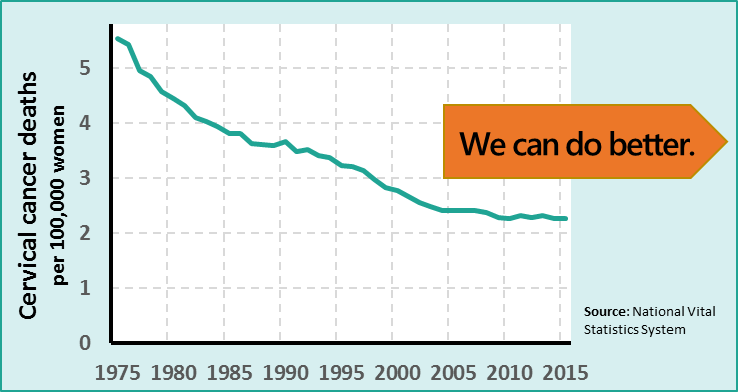 Cervical cancer deaths
per 100,000 women
5
4
3
2
1
0
1975 1980 1985 1990 1995 2000 2005 2010 2015
We can do better.
Source: National Vital
Statistics System